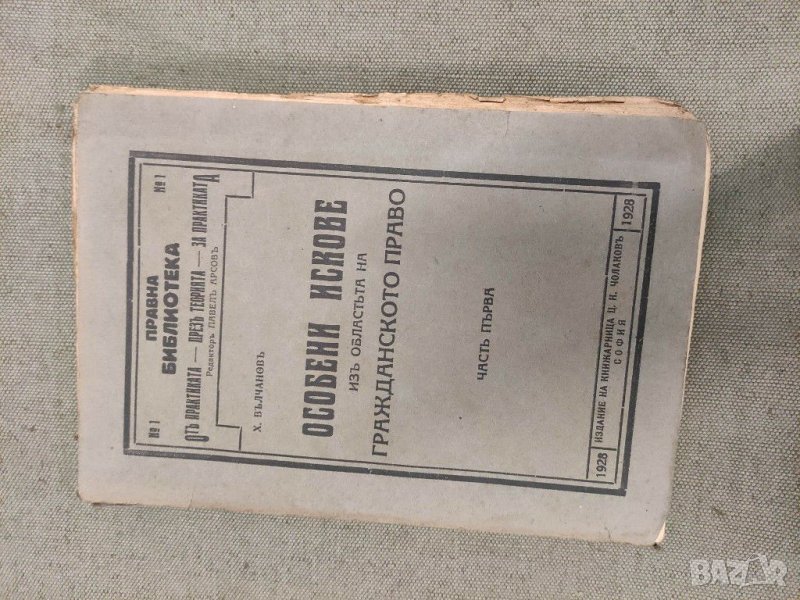 ПРАВНА
№ 1 БИБЛИОТЕКА № 1
ОТЪ ПРАКТИКАТА — ПРЕЗЪ ТЕОРИЯТА — ЗА ПРАКТИКАТА
Редакторъ ПАВЕЛЪ АРСОВЪ
Х. ВЪЛЧАНОВЪ
ОСОБЕНИ ИСКОВЕ
ИЗЪ ОБЛАСТЬТА НА
ГРАЖДАНСКОТО ПРАВО
ЧАСТЬ ПЪРВА
1928 ИЗДАНИЕ НА КНИЖАРНИЦА Ц. Н. ЧОЛАКОВЪ 1928
СОФИЯ
BAZAR